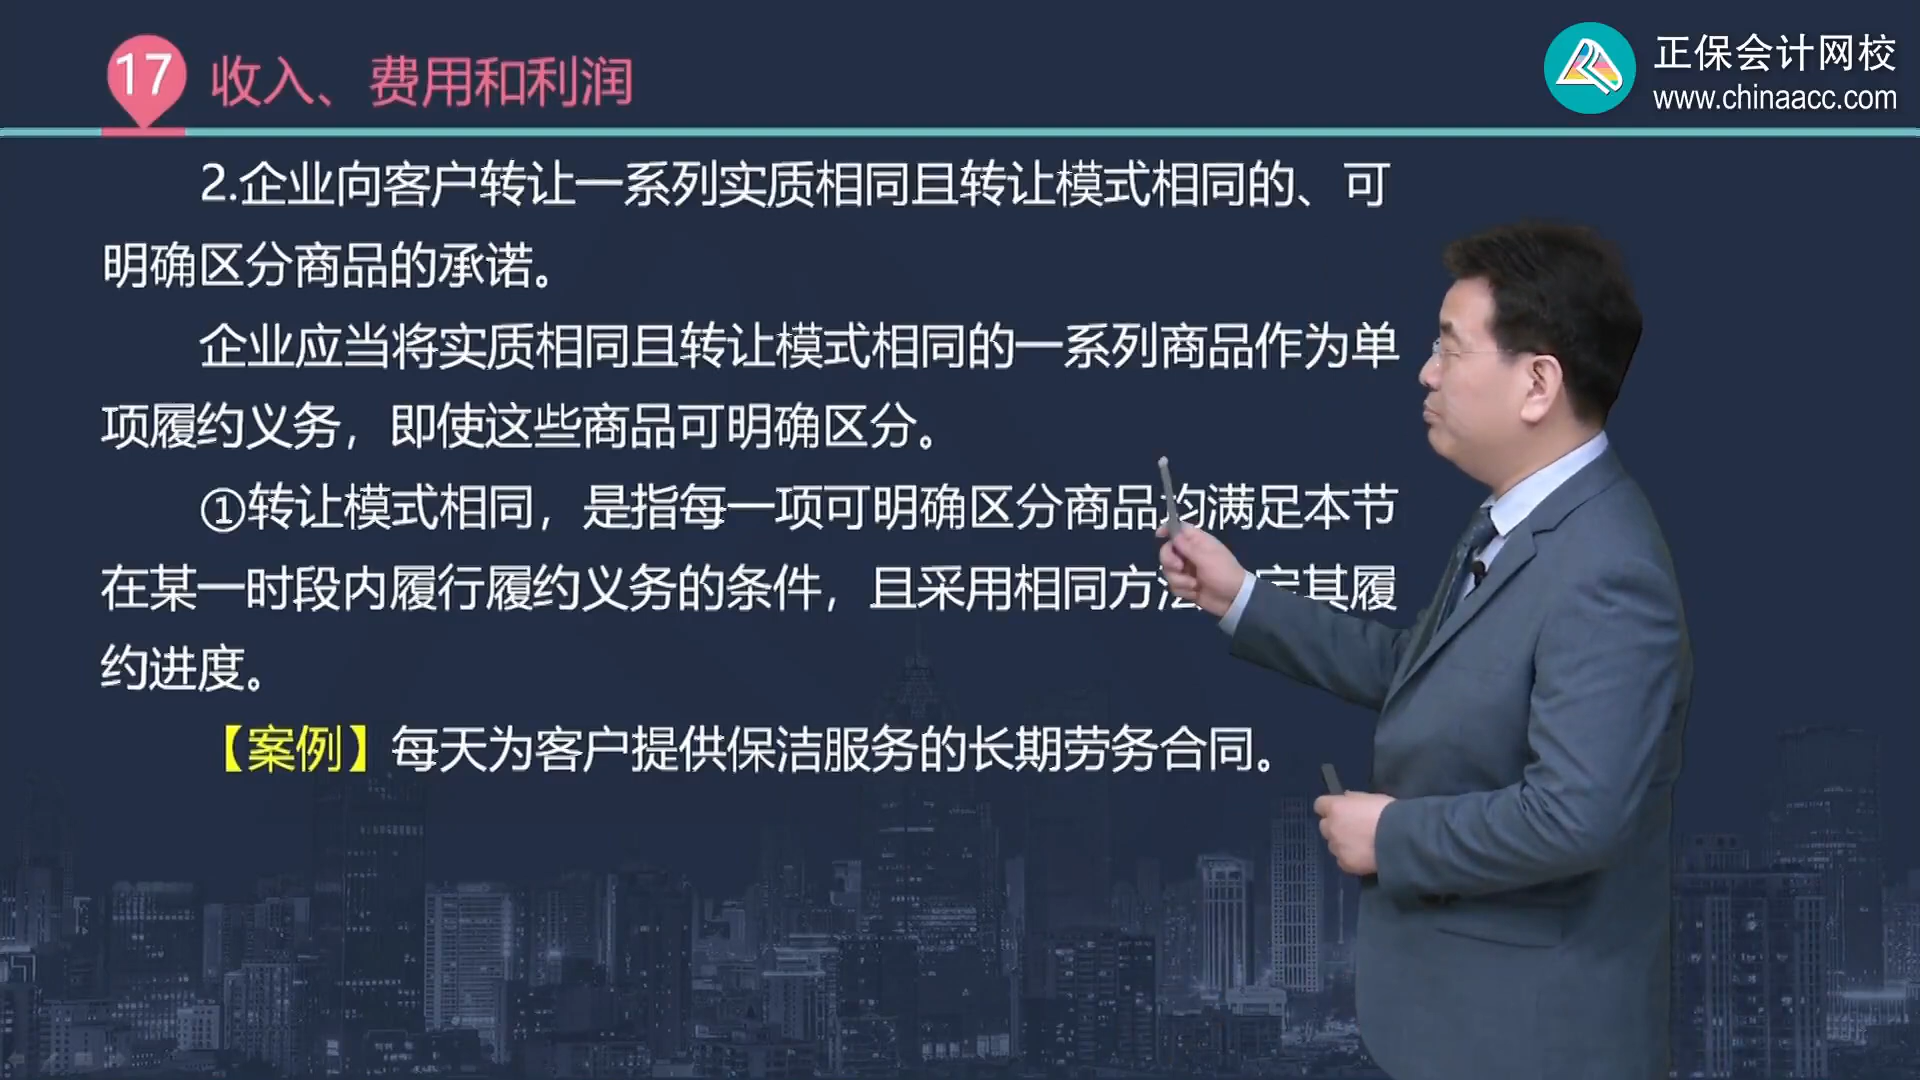 17 收入、费用和利润
正保会计网校
www.chinaacc.com
2.企业向客户转让一系列实质相同且转让模式相同的、可
明确区分商品的承诺。
企业应当将实质相同且转让模式相同的一系列商品作为单
项履约义务，即使这些商品可明确区分。
①转让模式相同，是指每一项可明确区分商品均满足本节
在某一时段内履行履约义务的条件，且采用相同方法定其履
约进度。
【案例】每天为客户提供保洁服务的长期劳务合同。